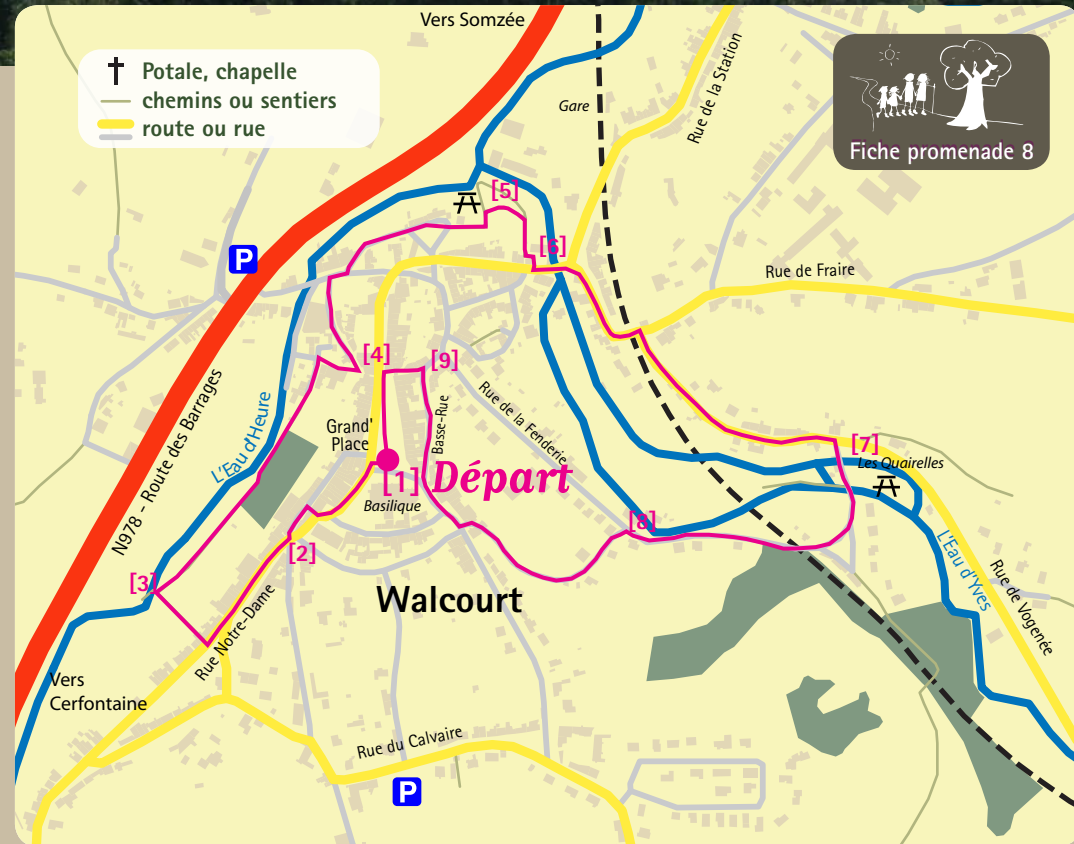 Vers Somzée
Potale, chapelle
chemins ou sentiers
route ou rue
Gare
Rue de la Station
Fiche promenade 8
[5]
[6]
P
Rue de Fraire
[4]
[9]
N978 - Route des Barrages
L'Eau d'Heure
Grand'
Place
Basse-Rue
Rue de la Fenderie
[7]
Les Quairelles
[1] Départ
Basilique
[8]
[2]
[3]
L'Eau d'Yves
Rue de Vogenée
Walcourt
Rue Notre-Dame
Vers
Cerfontaine
Rue du Calvaire
P